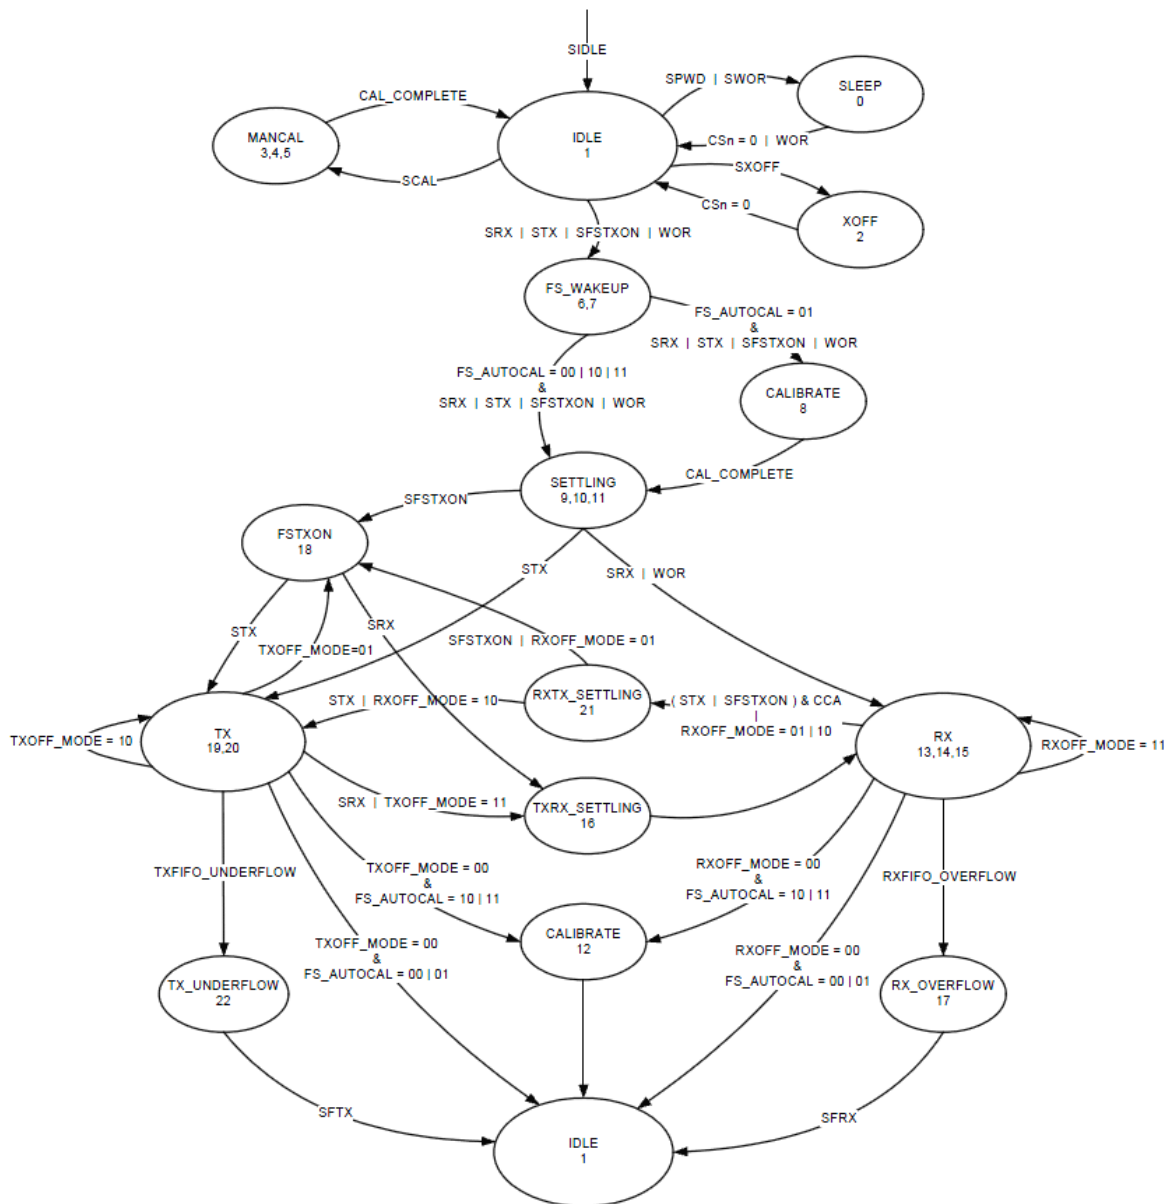 SIDLE
SPWD | SWOR
SLEEP
0
CAL_COMPLETE
MANCAL
3,4,5
IDLE
1
CSn = 0 | WOR
SCAL
SXOFF
CSn = 0
XOFF
2
SRX | STX | SFSTXON | WOR
FS_WAKEUP
6,7
FS_AUTOCAL = 01
&
SRX | STX | SFSTXON | WOR
FS_AUTOCAL = 00 | 10 | 11
&
SRX | STX | SFSTXON | WOR
CALIBRATE
8
CAL_COMPLETE
SETTLING
9,10,11
SFSTXON
FSTXON
18
STX
SRX | WOR
STX
SRX
TXOFF_MODE=01
SFSTXON | RXOFF_MODE = 01
RXTX_SETTLING
21
STX | RXOFF_MODE = 10
( STX | SFSTXON ) & CCA
|
RXOFF_MODE = 01 | 10
TXOFF_MODE = 10
TX
19,20
RX
13,14,15
RXOFF_MODE = 11
SRX | TXOFF_MODE = 11
TXRX_SETTLING
16
TXFIFO_UNDERFLOW
TXOFF_MODE = 00
&
FS_AUTOCAL = 10 | 11
RXOFF_MODE = 00
&
FS_AUTOCAL = 10 | 11
RXFIFO_OVERFLOW
CALIBRATE
12
TXOFF_MODE = 00
&
FS_AUTOCAL = 00 | 01
RXOFF_MODE = 00
&
FS_AUTOCAL = 00 | 01
TX_UNDERFLOW
22
RX_OVERFLOW
17
SFTX
SFRX
IDLE
1